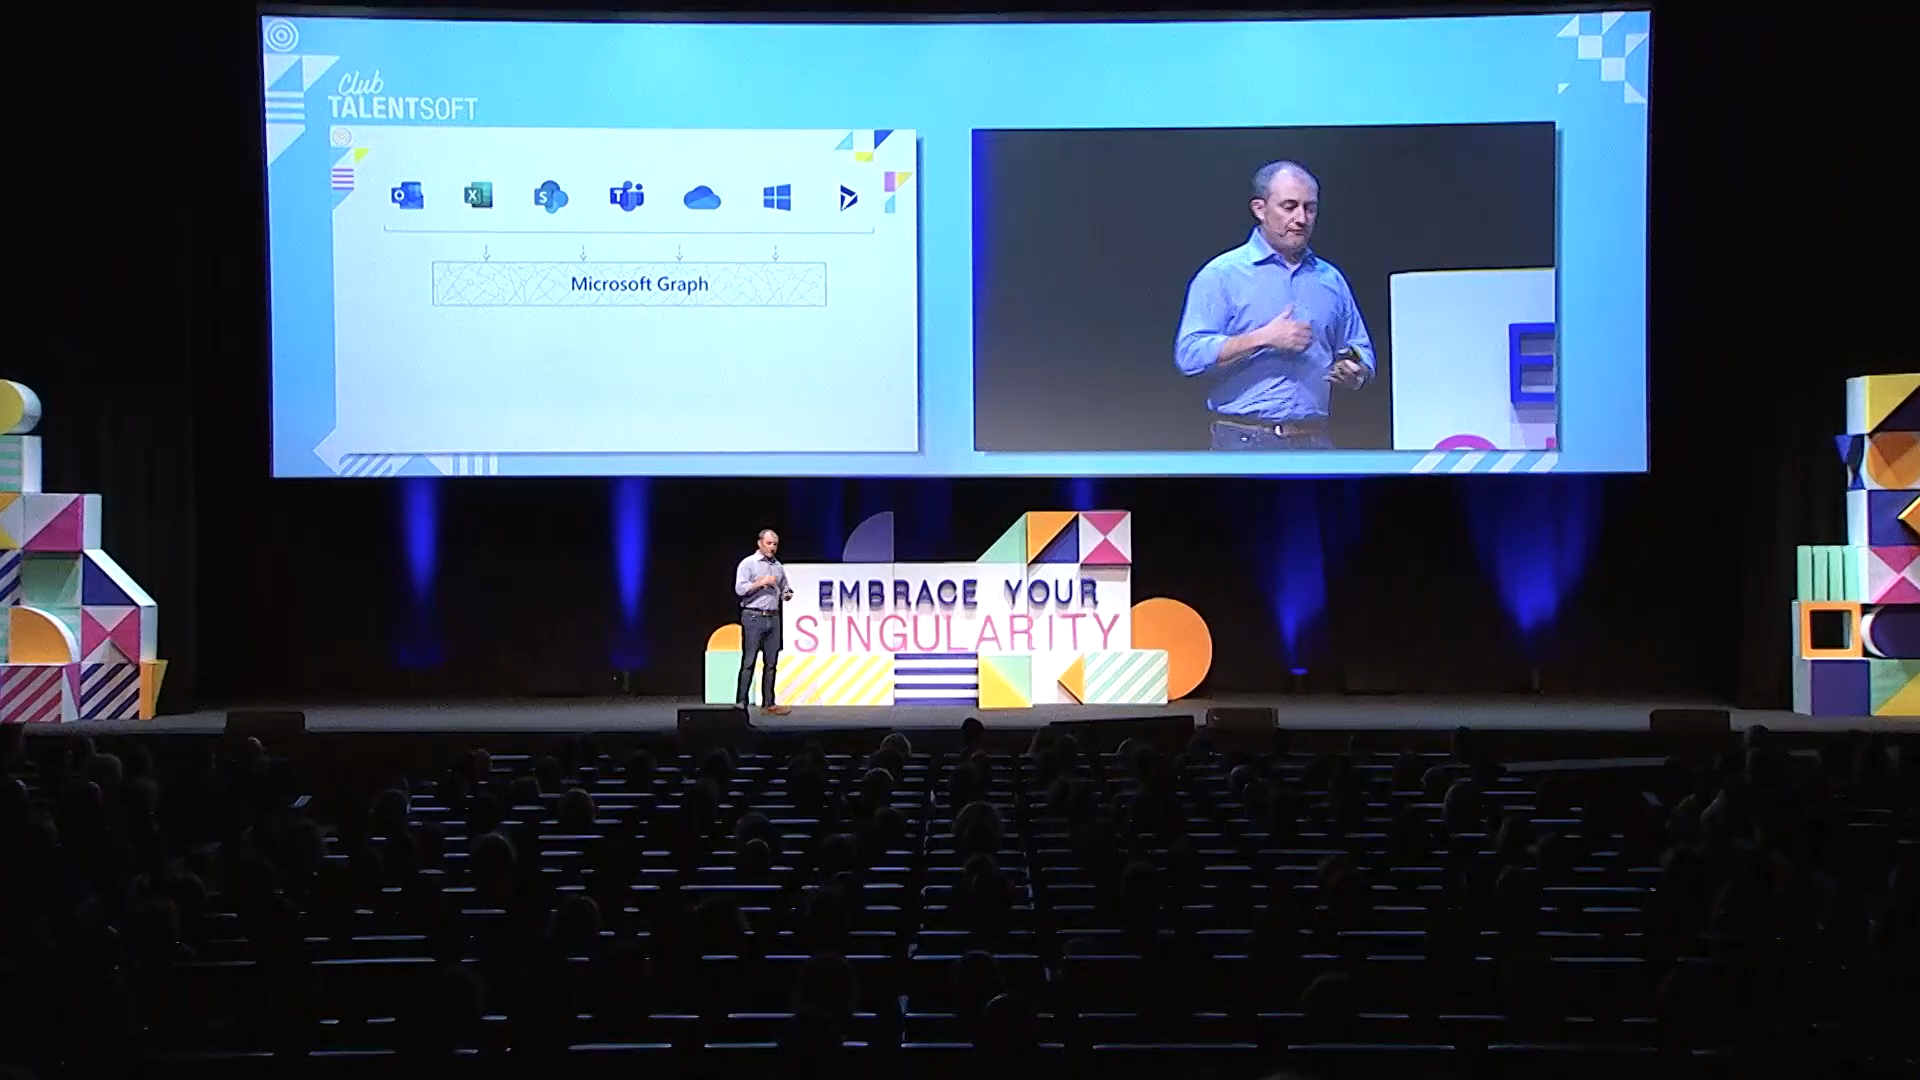 Club
TALENTSOFT
Microsoft Graph
EMBRACE YOUR
SINGULARITY